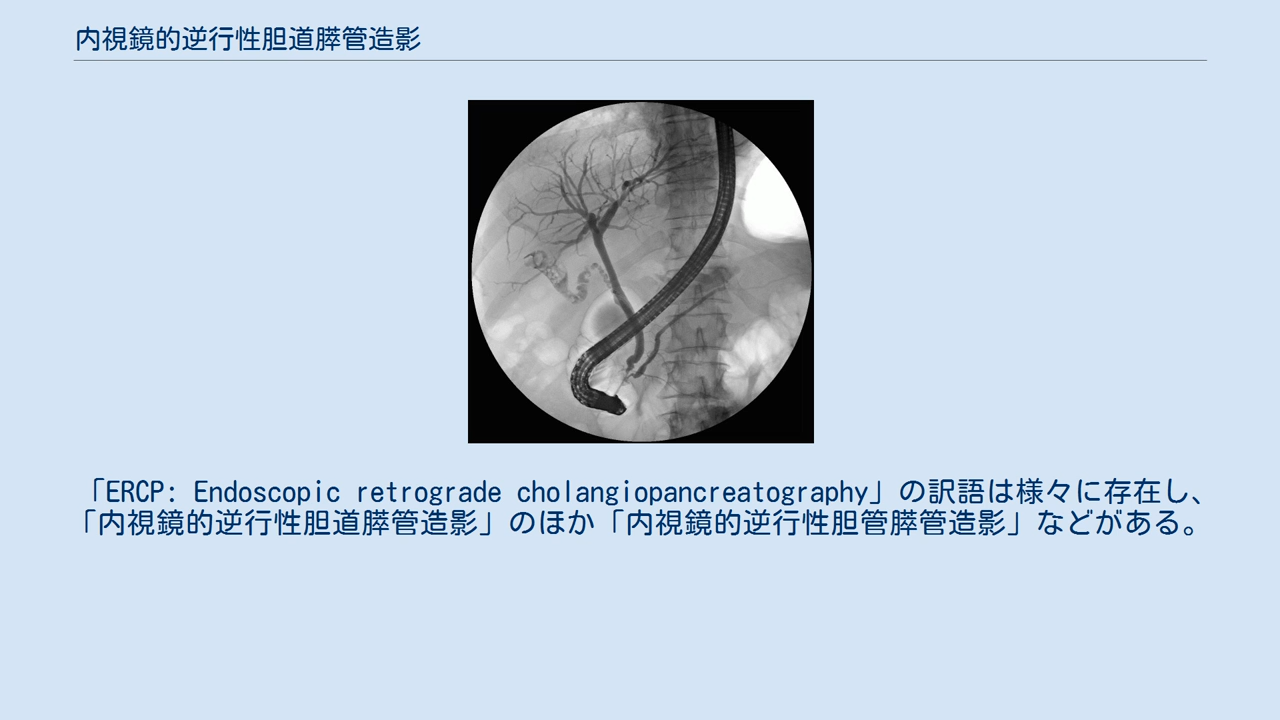 内視鏡的逆行性胆道膵管造影
「ERCP: Endoscopic retrograde cholangiopancreatography」の訳語は様々に存在し、
「内視鏡的逆行性胆道膵管造影」のほか「内視鏡的逆行性胆管膵管造影」などがある。